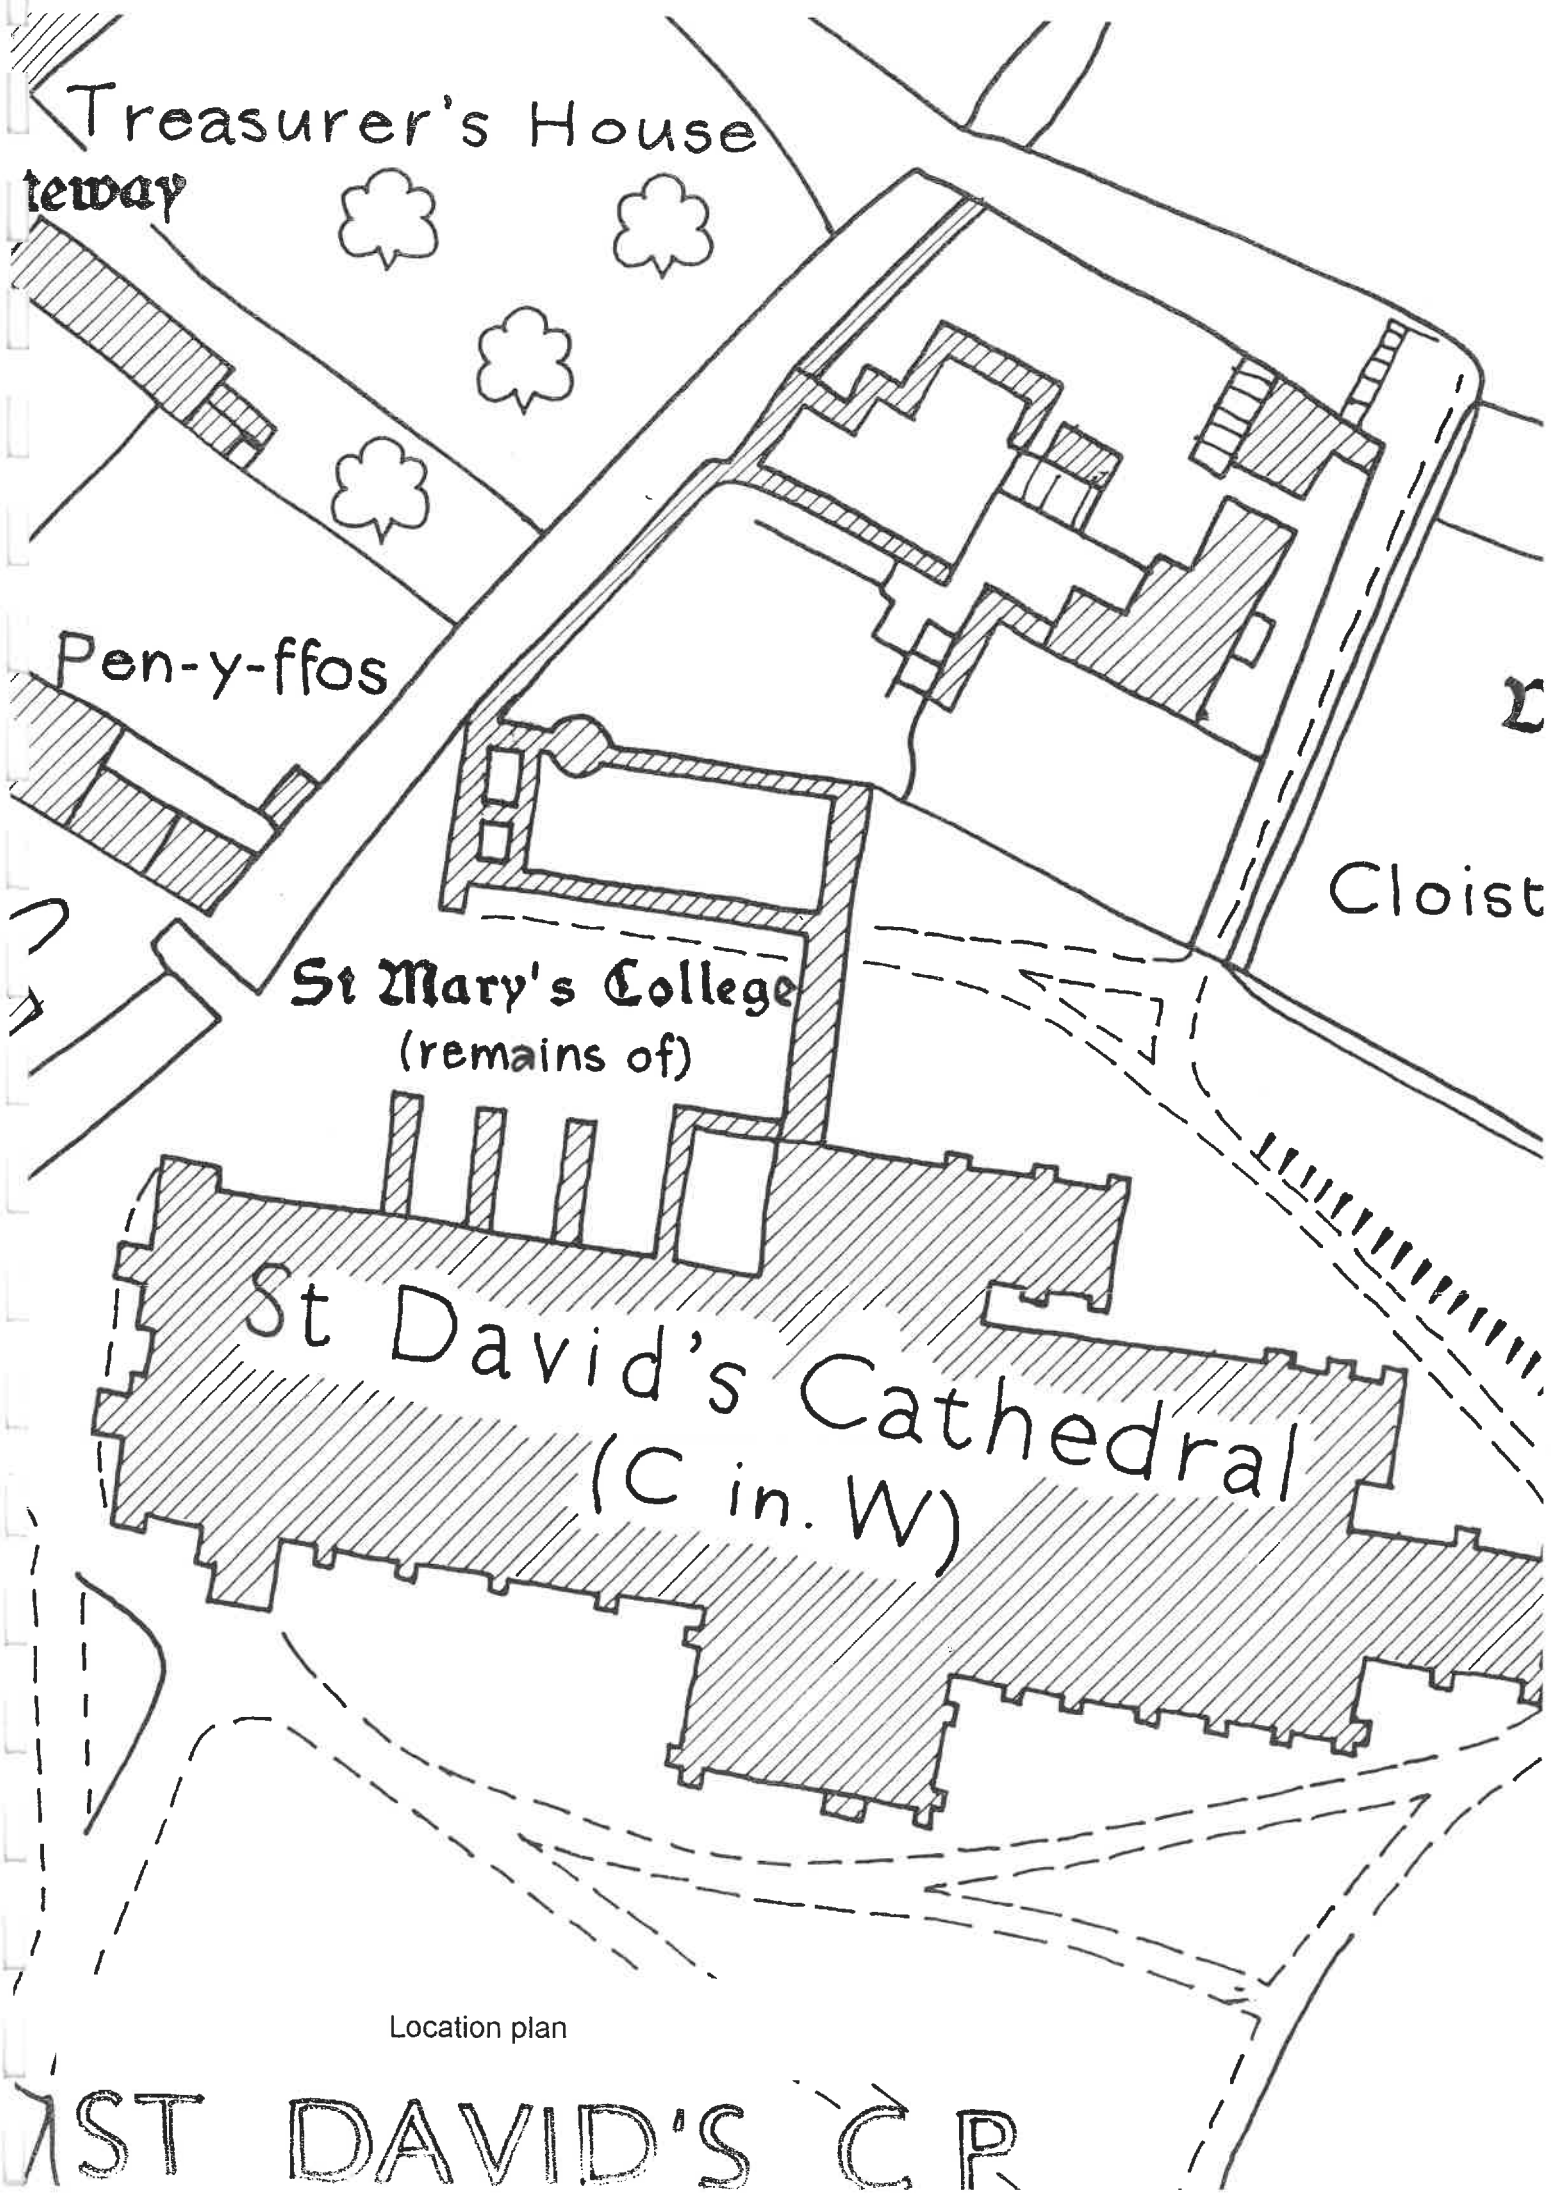 Treasurer's House
teway
Pen-y-ffos
Cloist
St Mary's College
(remains of)
St David's Cathedral
(C in. W)
Location plan
ST DAVID'S C P